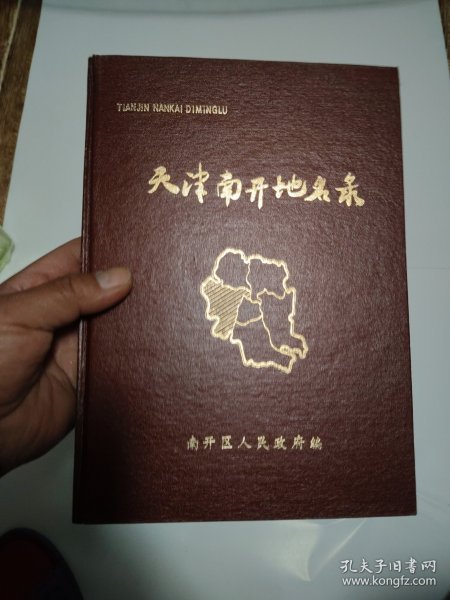 TIANJIN NANKAI DIMINGLU
天津南开地名录
南开区人民政府编
孔夫子旧书网
www.kongfz.com